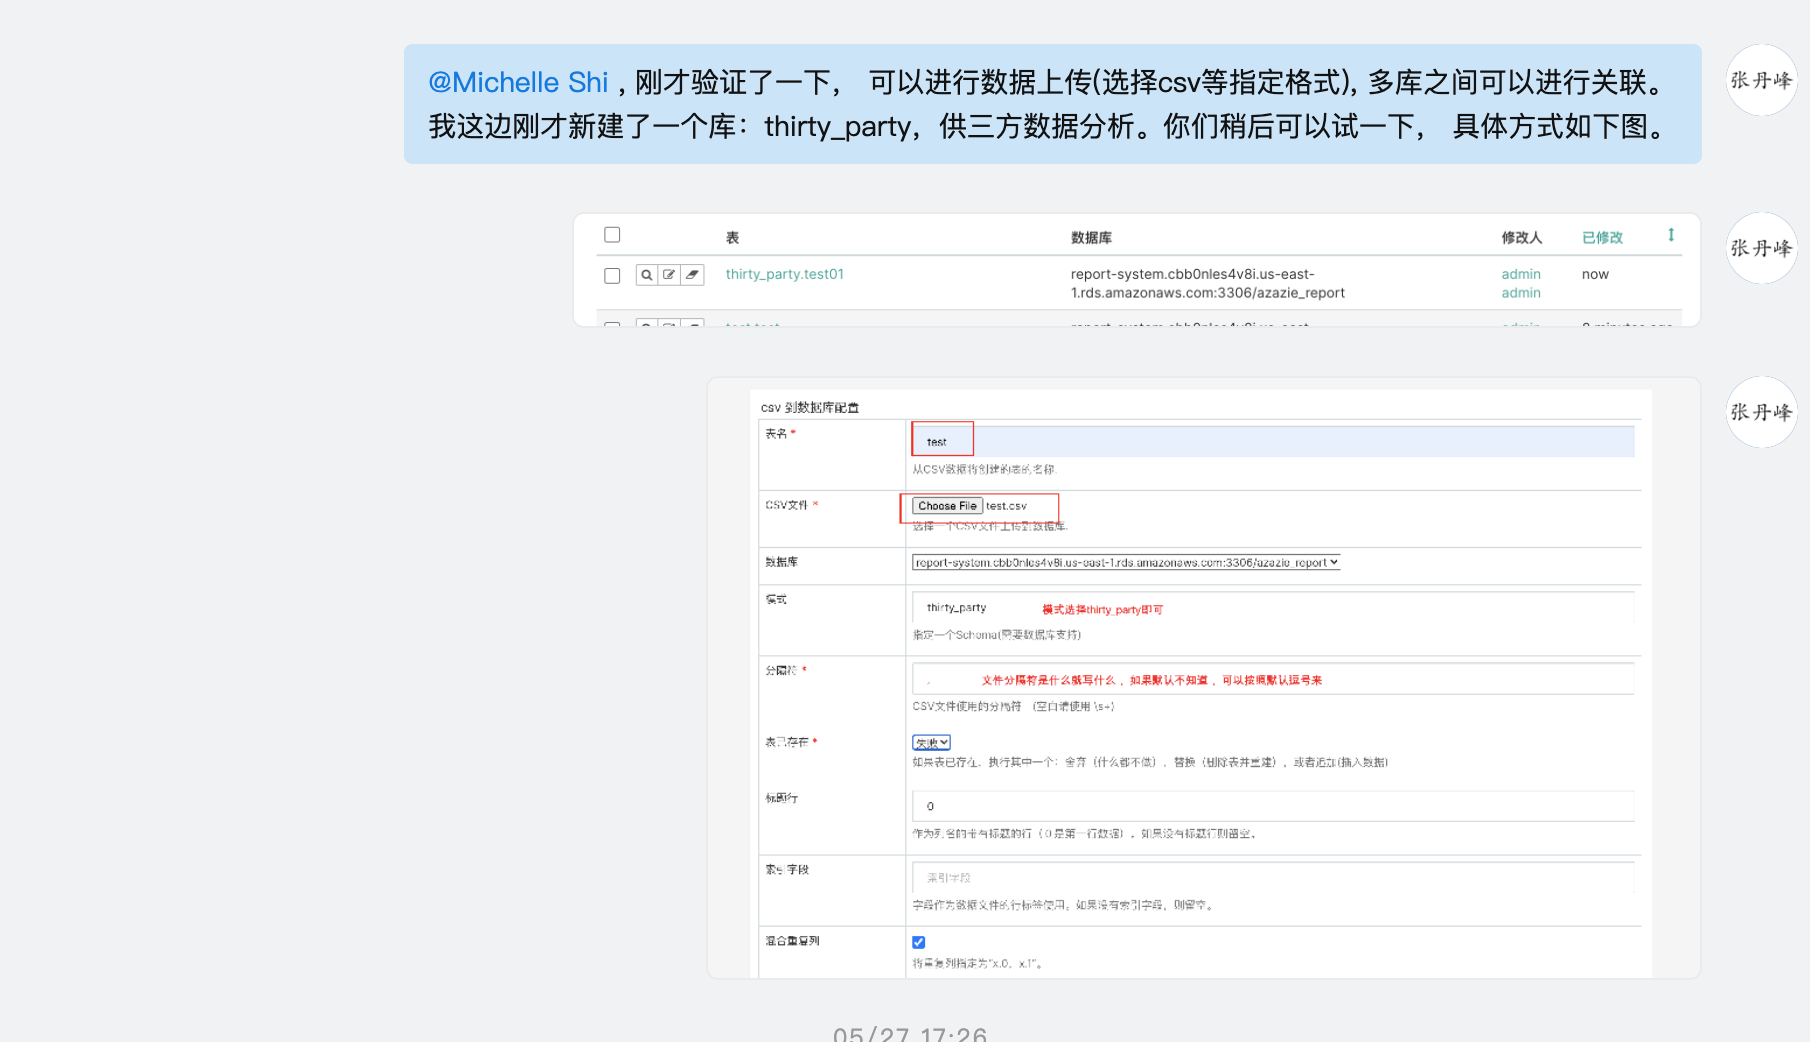 @Michelle Shi , 刚才验证了一下， 可以进行数据上传(选择csv等指定格式), 多库之间可以进行关联。
我这边刚才新建了一个库：thirty_party，供三方数据分析。你们稍后可以试一下， 具体方式如下图。
张丹峰
表 数据库 修改人 已修改
张丹峰
thirty_party.test01 report-system.cbb0nles4v8i.us-east- admin now
1.rds.amazonaws.com:3306/azazie_report admin
张丹峰
csv 到数据库配置
表名 *
test
从CSV数据将创建的表的名称.
CSV文件 *
Choose File test.csv
选择一个CSV文件上传到数据库.
数据库
report-system.cbb0nles4v8i.us-east-1.rds.amazonaws.com:3306/azazie_report
模式
thirty_party 模式选择thirty_party即可
指定一个Schema(需要数据库支持)
分隔符 *
, 文件分隔符是什么就写什么 ，如果默认不知道 ，可以按照默认逗号来
CSV文件使用的分隔符 （空白请使用 \s+)
表已存在 *
失败
如果表已存在，执行其中一个：舍弃（什么都不做），替换（删除表并重建），或者追加(插入数据)
标题行
0
作为列名的带有标题的行（0 是第一行数据）。如果没有标题行则留空。
索引字段
索引字段
字段作为数据文件的行标签使用。如果没有索引字段，则留空。
混合重复列
将重复列指定为"x.0，x.1"。
05/27 17:26